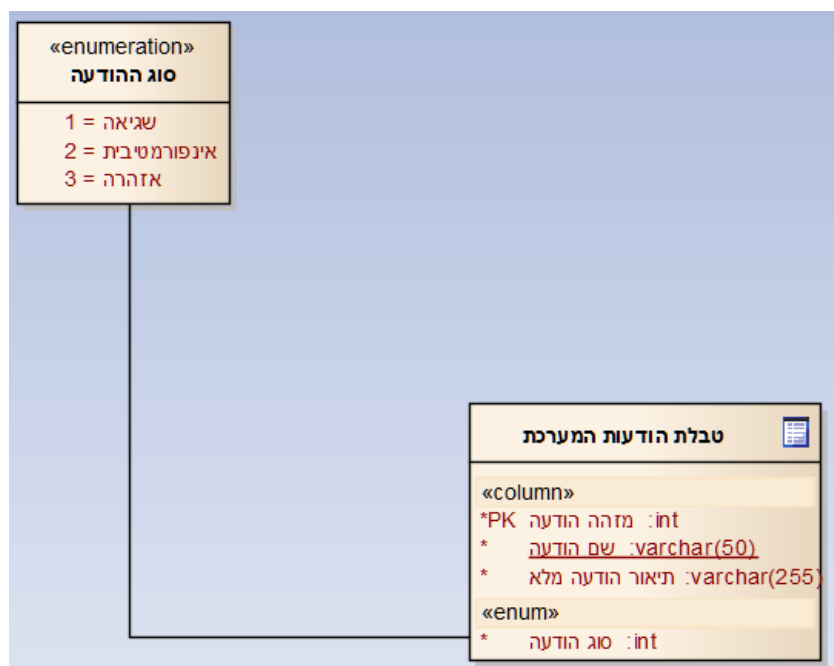 «enumeration»
סוג ההודעה
שגיאה = 1
אינפורמטיבית = 2
אזהרה = 3
טבלת הודעות המערכת
«column»
*PK מזהה הודעה :int
* שם הודעה :varchar(50)
* תיאור הודעה מלא :varchar(255)
«enum»
* סוג הודעה :int